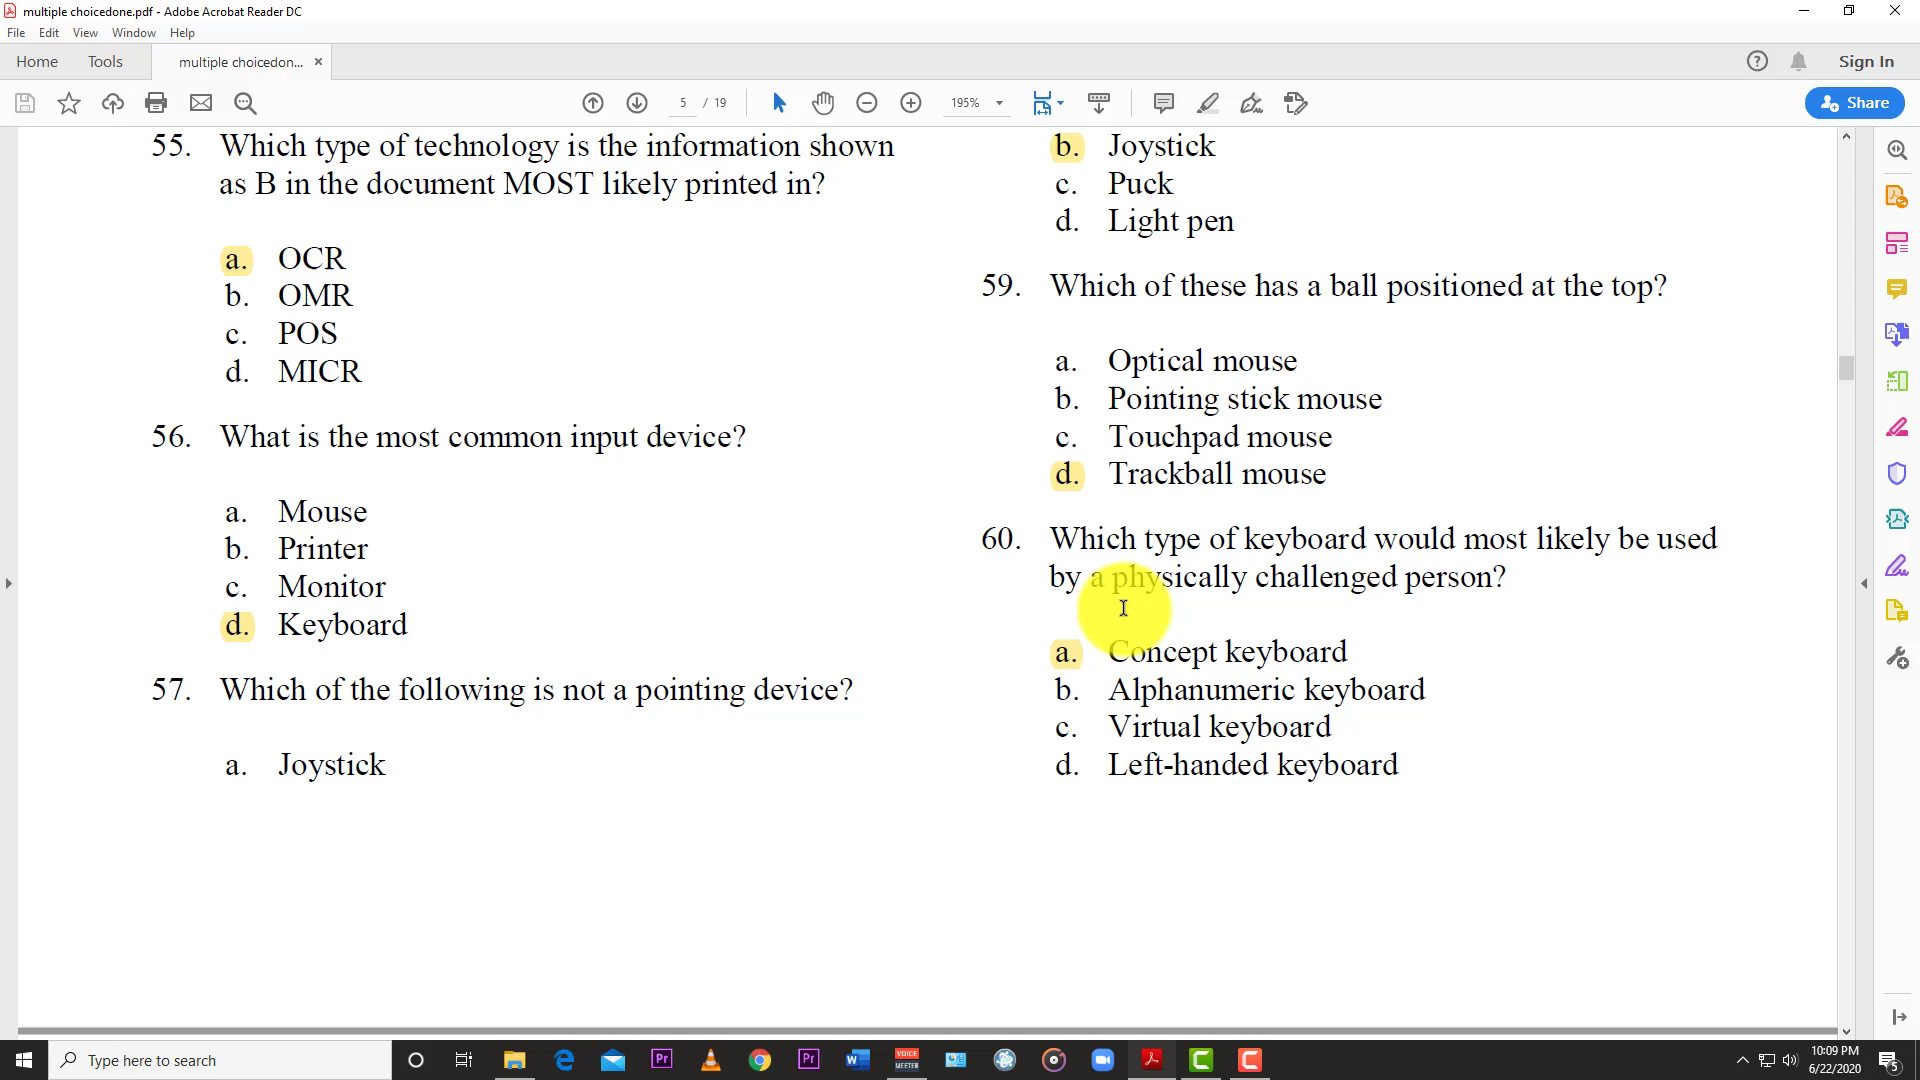 multiple choicedone.pdf - Adobe Acrobat Reader DC
File Edit View Window Help
Home Tools multiple choicedon... × Sign In
5 / 19 195% Share
55. Which type of technology is the information shown
as B in the document MOST likely printed in?
a. OCR
b. OMR
c. POS
d. MICR
56. What is the most common input device?
a. Mouse
b. Printer
c. Monitor
d. Keyboard
57. Which of the following is not a pointing device?
a. Joystick
b. Joystick
c. Puck
d. Light pen
59. Which of these has a ball positioned at the top?
a. Optical mouse
b. Pointing stick mouse
c. Touchpad mouse
d. Trackball mouse
60. Which type of keyboard would most likely be used
by a physically challenged person?
a. Concept keyboard
b. Alphanumeric keyboard
c. Virtual keyboard
d. Left-handed keyboard
Type here to search
Pr
Pr
VOICE
MEETER
10:09 PM
6/22/2020
5